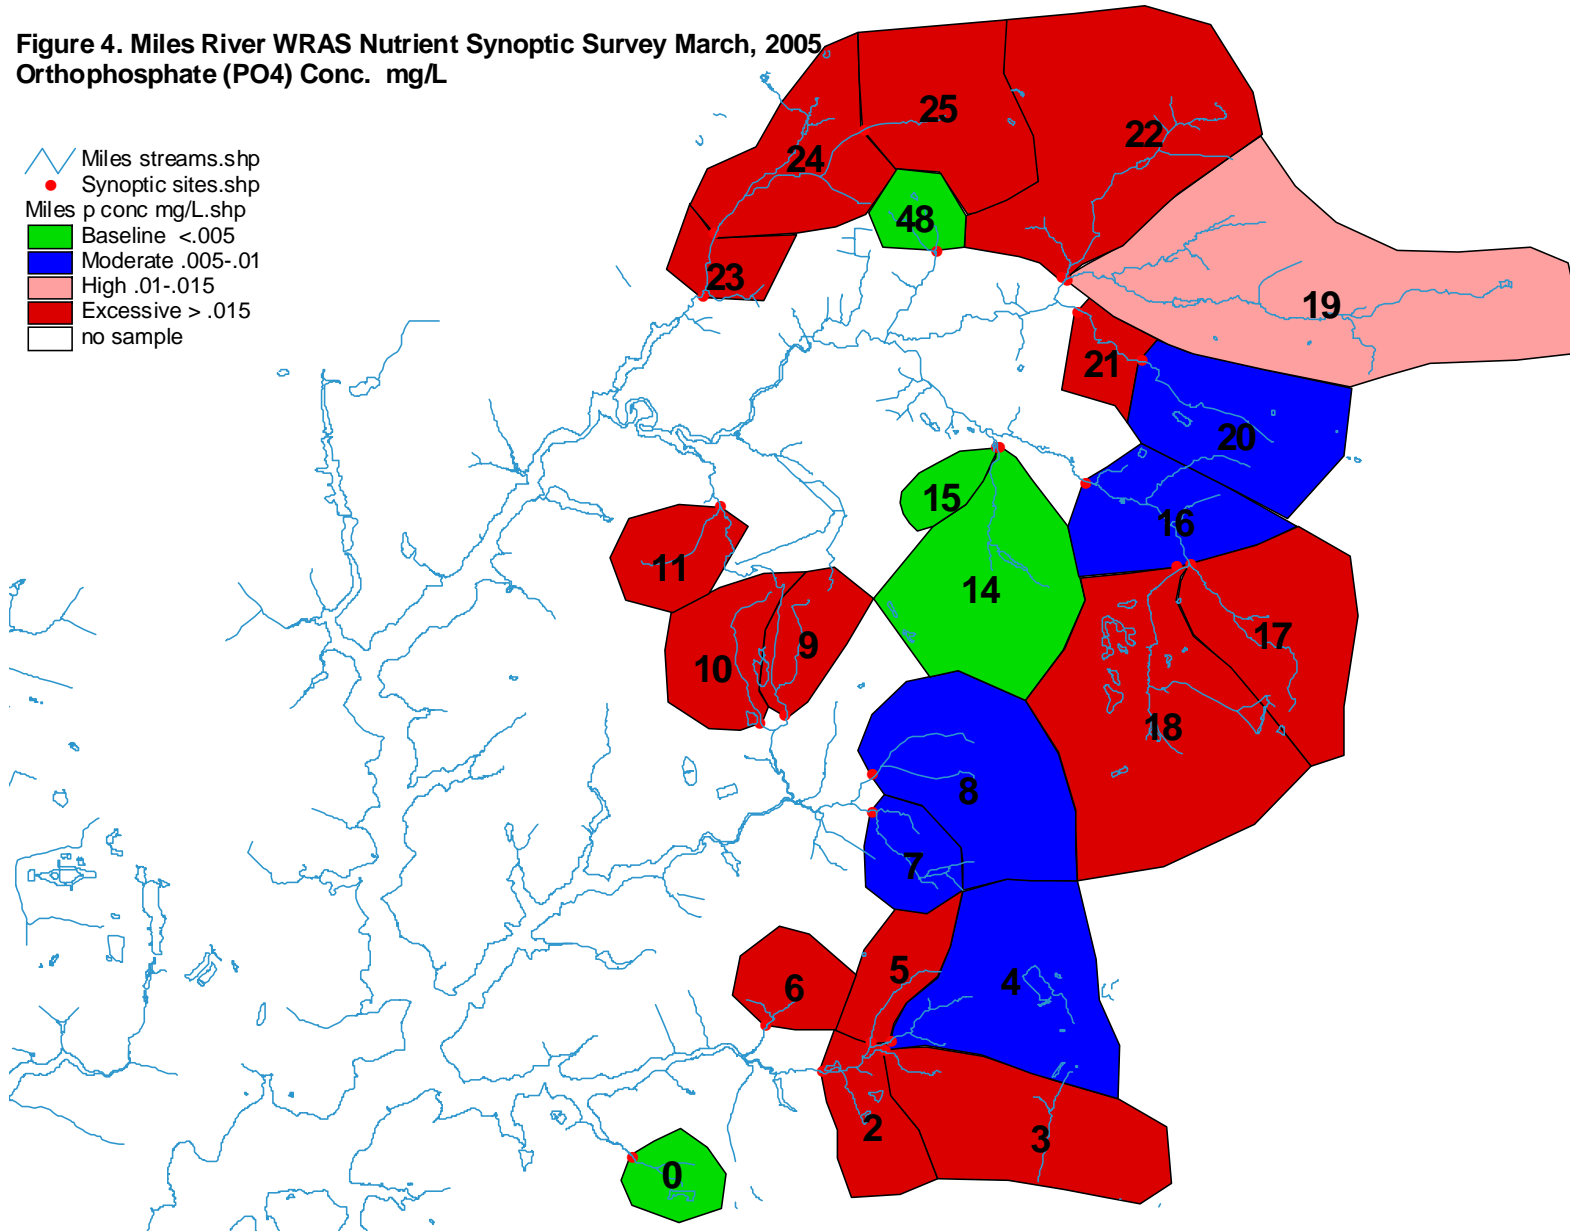 Figure 4. Miles River WRAS Nutrient Synoptic Survey March, 2005
Orthophosphate (PO4) Conc. mg/L
Miles streams.shp
Synoptic sites.shp
Miles p conc mg/L.shp
Baseline <.005
Moderate .005-.01
High .01-.015
Excessive > .015
no sample
25
22
24
48
23
19
21
20
15
16
11
14
17
9
10
18
8
7
5
4
6
2
3
0